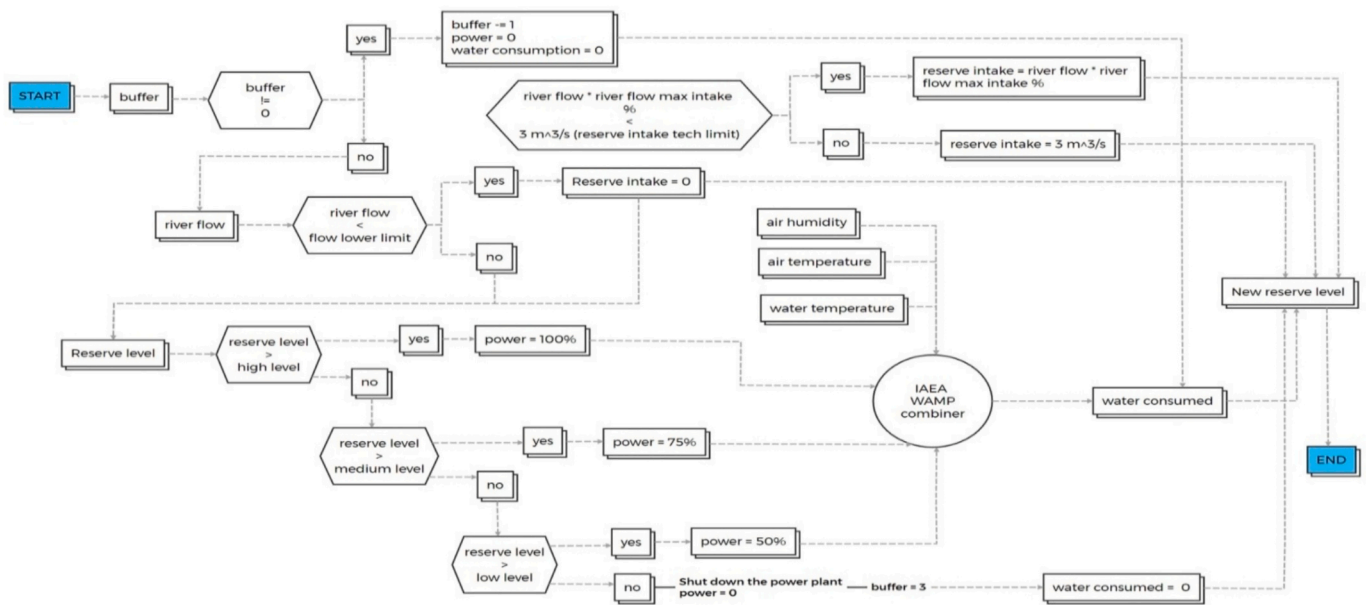 START
buffer
buffer
!=
0
yes
buffer -= 1
power = 0
water consumption = 0
no
river flow * river flow max intake
%
<
3 m^3/s (reserve intake tech limit)
yes
reserve intake = river flow * river
flow max intake %
no
reserve intake = 3 m^3/s
river flow
river flow
<
flow lower limit
yes
Reserve intake = 0
no
air humidity
air temperature
water temperature
New reserve level
Reserve level
reserve level
>
high level
yes
power = 100%
no
IAEA
WAMP
combiner
water consumed
reserve level
>
medium level
yes
power = 75%
no
END
reserve level
>
low level
yes
power = 50%
no
Shut down the power plant
power = 0
buffer = 3
water consumed = 0